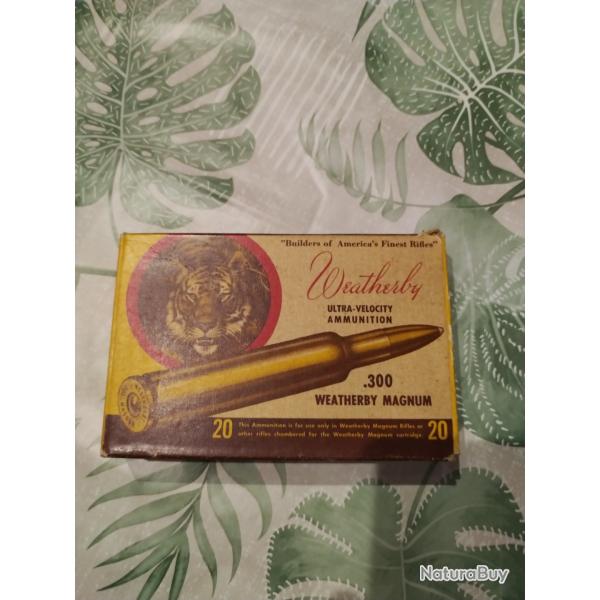 "Builders of America's Finest Rifles"
Weatherby
ULTRA-VELOCITY
AMMUNITION
.300
WEATHERBY MAGNUM
20 This Ammunition is for use only in Weatherby Magnum Rifles or 20
other rifles chambered for the Weatherby Magnum cartridge.
NaturaBuy